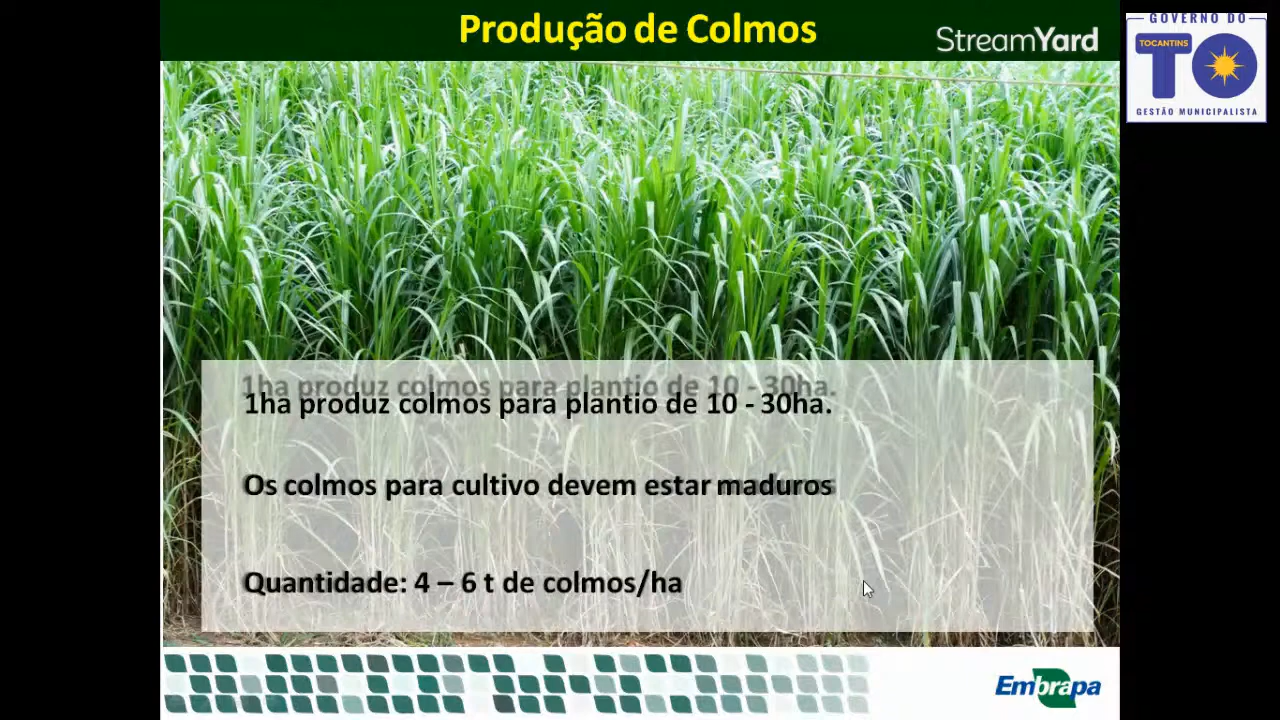 Produção de Colmos
StreamYard
GOVERNO DO
TOCANTINS
TO
GESTÃO MUNICIPALISTA
1ha produz colmos para plantio de 10 - 30ha.
1ha produz colmos para plantio de 10 - 30ha.
Os colmos para cultivo devem estar maduros
Quantidade: 4 – 6 t de colmos/ha
Embrapa